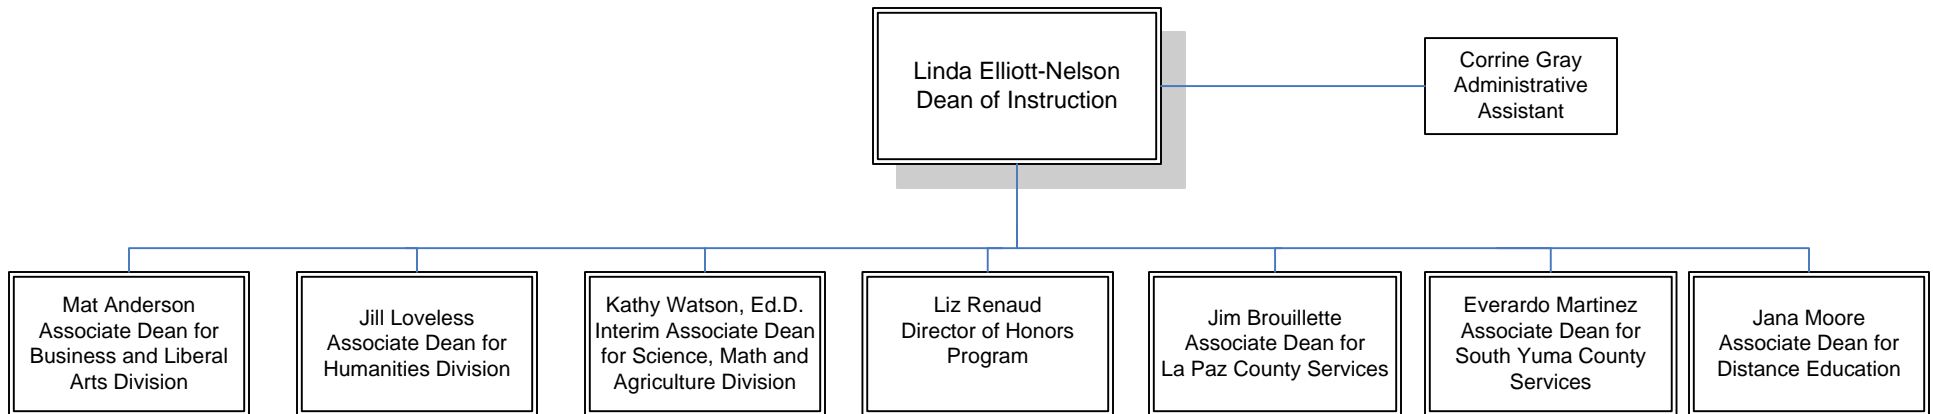 Linda Elliott-Nelson
Dean of Instruction
Corrine Gray
Administrative
Assistant
Mat Anderson
Associate Dean for
Business and Liberal
Arts Division
Jill Loveless
Associate Dean for
Humanities Division
Kathy Watson, Ed.D.
Interim Associate Dean
for Science, Math and
Agriculture Division
Liz Renaud
Director of Honors
Program
Jim Brouillette
Associate Dean for
La Paz County Services
Everardo Martinez
Associate Dean for
South Yuma County
Services
Jana Moore
Associate Dean for
Distance Education